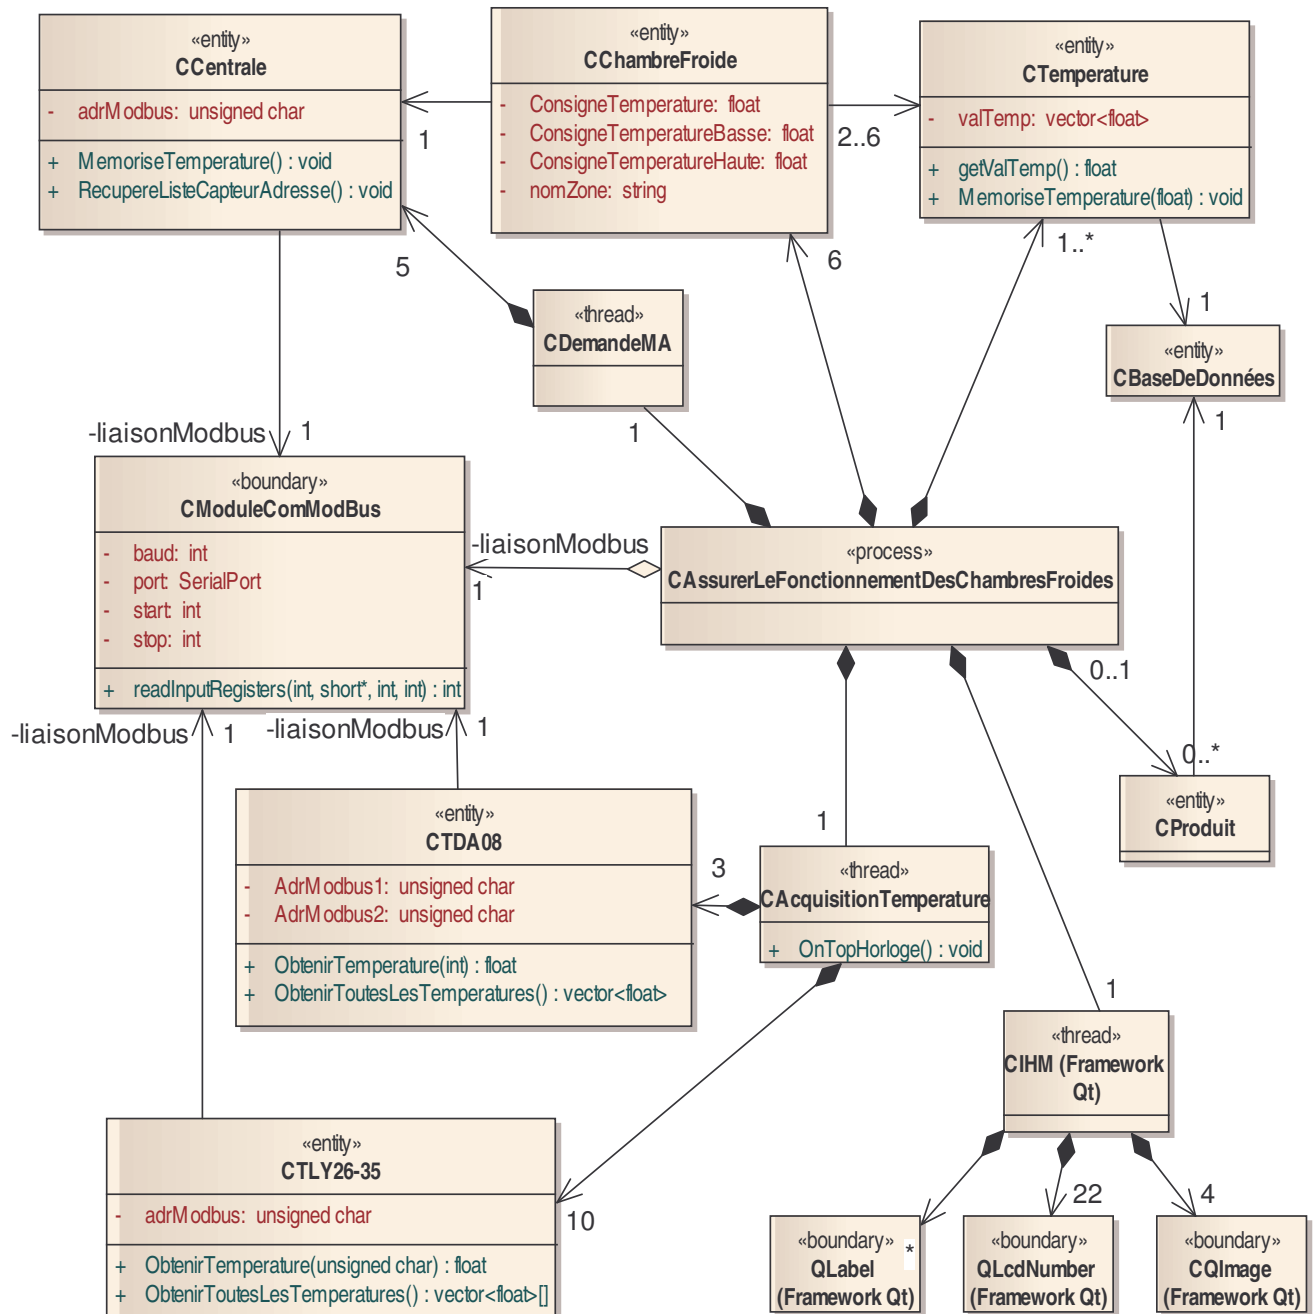 «entity»
CCentrale
- adrModbus: unsigned char
+ MemoriseTemperature() : void
+ RecupereListeCapteurAdresse() : void
«entity»
CChambreFroide
- ConsigneTemperature: float
- ConsigneTemperatureBasse: float
- ConsigneTemperatureHaute: float
- nomZone: string
«entity»
CTemperature
- valTemp: vector<float>
+ getValTemp() : float
+ MemoriseTemperature(float) : void
1
2..6
5
6
1..*
1
«thread»
CDemandeMA
«entity»
CBaseDeDonnées
1
1
-liaisonModbus
1
«boundary»
CModuleComModBus
- baud: int
- port: SerialPort
- start: int
- stop: int
+ readInputRegisters(int, short*, int, int) : int
-liaisonModbus
1
«process»
CAssurerLeFonctionnementDesChambresFroides
0..1
0..*
-liaisonModbus
1
-liaisonModbus
1
«entity»
CProduit
«entity»
CTDA08
- AdrModbus1: unsigned char
- AdrModbus2: unsigned char
+ ObtenirTemperature(int) : float
+ ObtenirToutesLesTemperatures() : vector<float>
3
1
«thread»
CAcquisitionTemperature
+ OnTopHorloge() : void
1
«thread»
CIHM (Framework
Qt)
«entity»
CTLY26-35
- adrModbus: unsigned char
+ ObtenirTemperature(unsigned char) : float
+ ObtenirToutesLesTemperatures() : vector<float>[]
10
*
22
4
«boundary»
QLabel
(Framework Qt)
«boundary»
QLcdNumber
(Framework Qt)
«boundary»
CQImage
(Framework Qt)